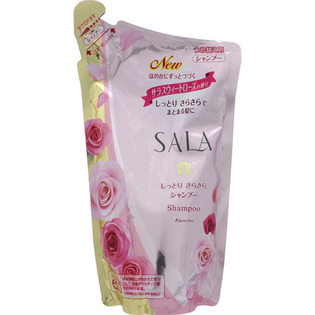 つめ替え用
シャンプー
New
ほのかにずっとつづく
サラスウィートローズの香り
しっとり さらさらで
まとまる髪に
SALA
しっとり さらさら
シャンプー
Shampoo
Kanebo